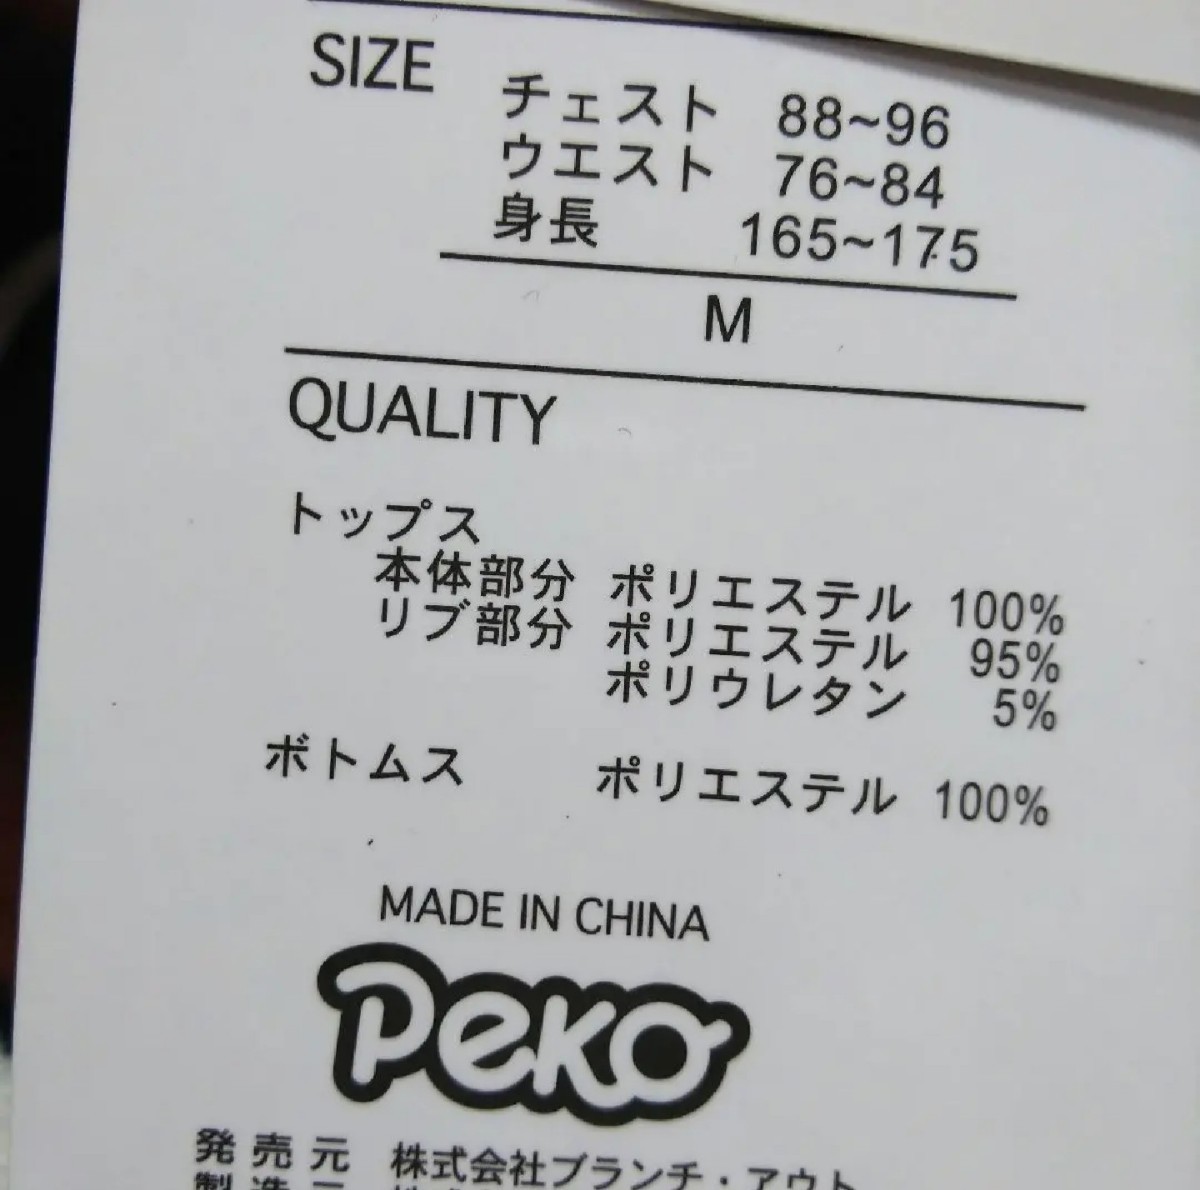 SIZE
チェスト 88~96
ウエスト 76~84
身長 165~175
M
QUALITY
トップス
本体部分 ポリエステル 100%
リブ部分 ポリエステル 95%
ポリウレタン 5%
ボトムス ポリエステル 100%
MADE IN CHINA
Peko
発売元 株式会社ブランチ・アウト